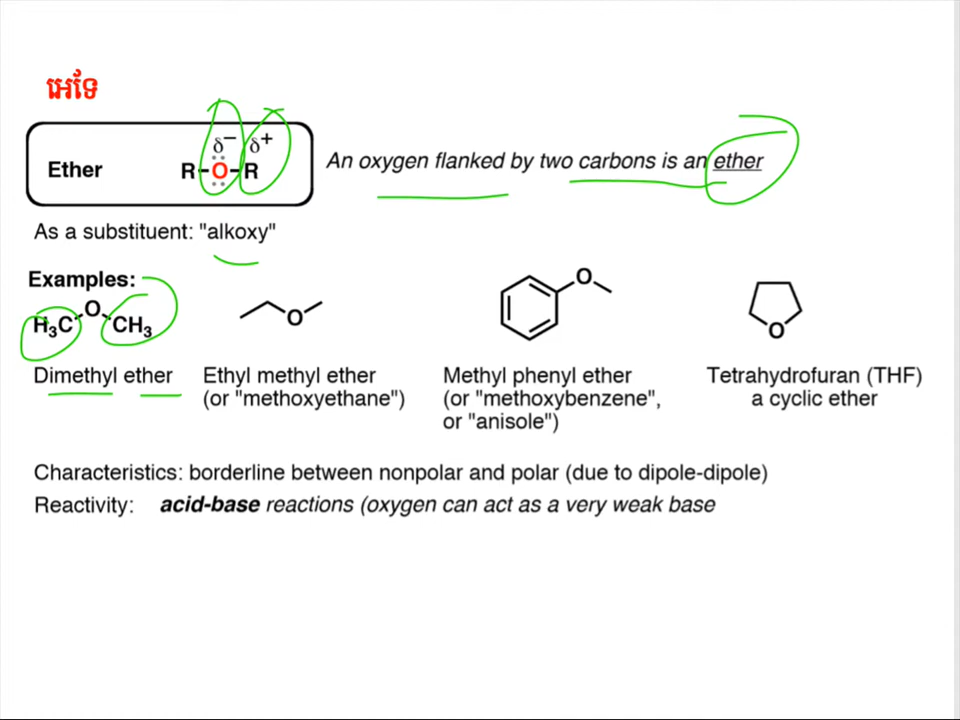 អេទែ
δ− δ+
Ether R-O-R An oxygen flanked by two carbons is an ether
As a substituent: "alkoxy"
Examples:
H3C O CH3 O O O
Dimethyl ether Ethyl methyl ether Methyl phenyl ether Tetrahydrofuran (THF)
(or "methoxyethane") (or "methoxybenzene", a cyclic ether
or "anisole")
Characteristics: borderline between nonpolar and polar (due to dipole-dipole)
Reactivity: acid-base reactions (oxygen can act as a very weak base